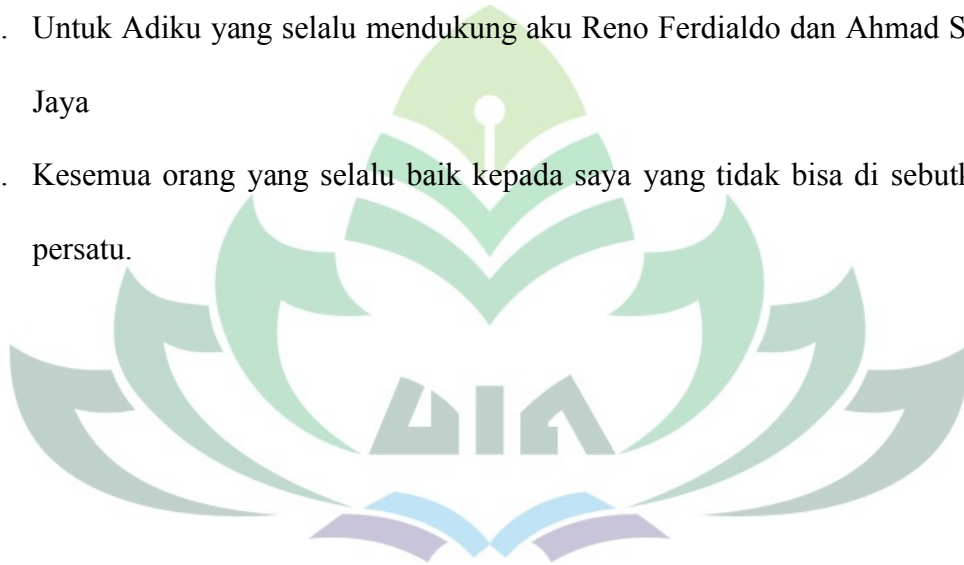 . Untuk Adiku yang selalu mendukung aku Reno Ferdialdo dan Ahmad
Jaya
. Kesemua orang yang selalu baik kepada saya yang tidak bisa di
persatu.
UIN